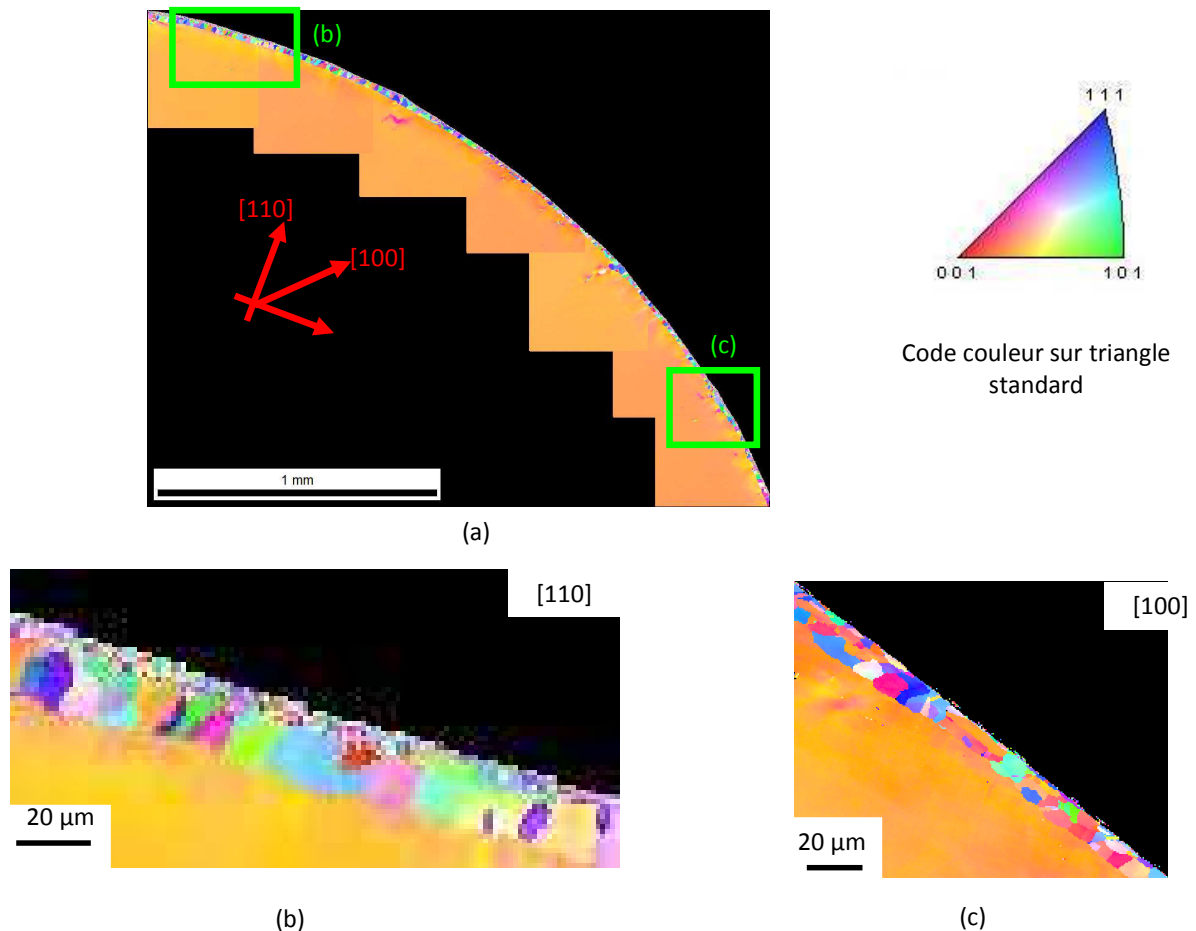 (b)
[110]
[100]
(c)
1 mm
(a)
1 1 1
0 0 1
1 0 1
Code couleur sur triangle
standard
[110]
20 µm
(b)
[100]
20 µm
(c)